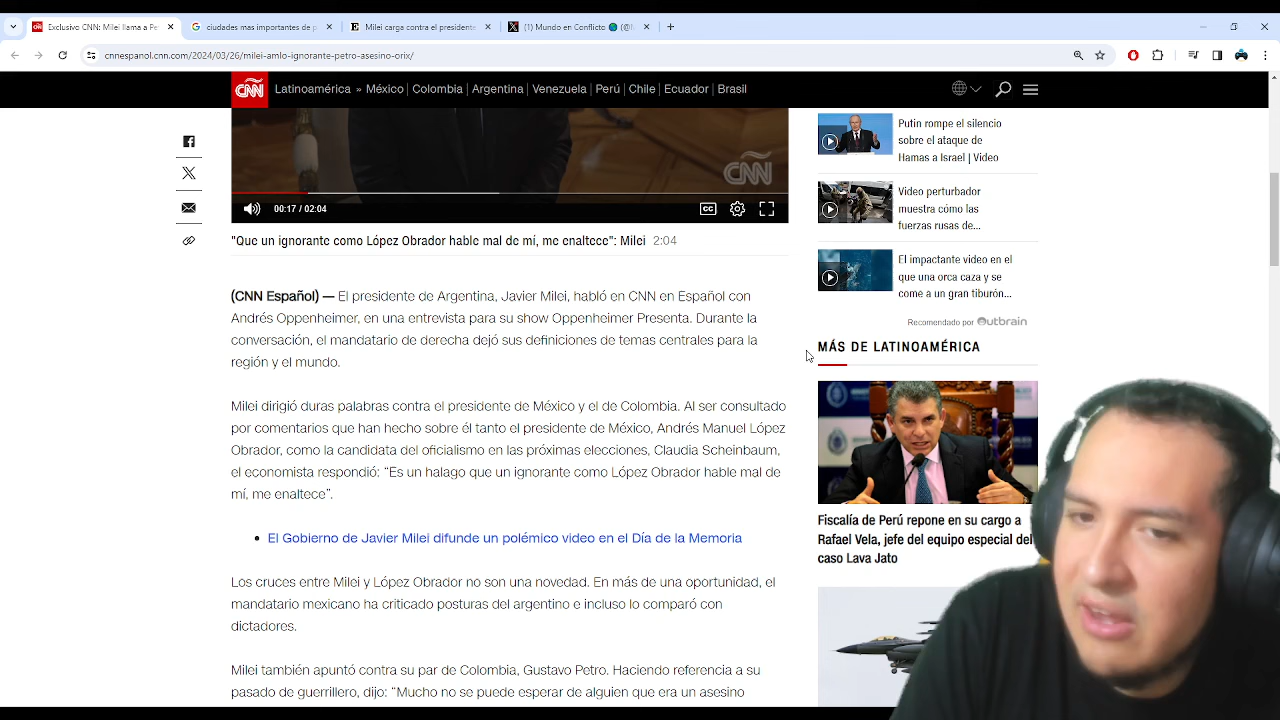 Exclusivo CNN: Milei llama a Pe
ciudades mas importantes de p
Milei carga contra el presidente
(1) Mundo en Conflicto
cnnespanol.cnn.com/2024/03/26/milei-amlo-ignorante-petro-asesino-orix/
CNN
Latinoamérica » México | Colombia | Argentina | Venezuela | Perú | Chile | Ecuador | Brasil
CNN
00:17 / 02:04
CC
"Que un ignorante como López Obrador hable mal de mí, me enaltece": Milei 2:04
(CNN Español) — El presidente de Argentina, Javier Milei, habló en CNN en Español con
Andrés Oppenheimer, en una entrevista para su show Oppenheimer Presenta. Durante la
conversación, el mandatario de derecha dejó sus definiciones de temas centrales para la
región y el mundo.
Milei dirigió duras palabras contra el presidente de México y el de Colombia. Al ser consultado
por comentarios que han hecho sobre él tanto el presidente de México, Andrés Manuel López
Obrador, como la candidata del oficialismo en las próximas elecciones, Claudia Scheinbaum,
el economista respondió: “Es un halago que un ignorante como López Obrador hable mal de
mí, me enaltece”.
El Gobierno de Javier Milei difunde un polémico video en el Día de la Memoria
Los cruces entre Milei y López Obrador no son una novedad. En más de una oportunidad, el
mandatario mexicano ha criticado posturas del argentino e incluso lo comparó con
dictadores.
Milei también apuntó contra su par de Colombia, Gustavo Petro. Haciendo referencia a su
pasado de guerrillero, dijo: “Mucho no se puede esperar de alguien que era un asesino
Putin rompe el silencio
sobre el ataque de
Hamas a Israel | Video
Video perturbador
muestra cómo las
fuerzas rusas de...
El impactante video en el
que una orca caza y se
come a un gran tiburón...
Recomendado por Outbrain
MÁS DE LATINOAMÉRICA
Fiscalía de Perú repone en su cargo a
Rafael Vela, jefe del equipo especial del
caso Lava Jato